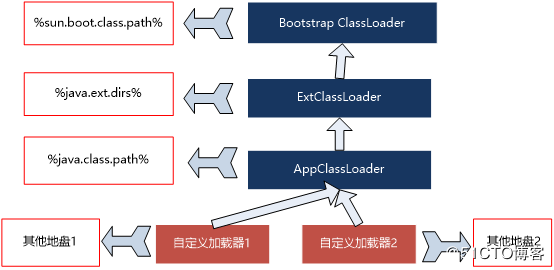 %sun.boot.class.path%
Bootstrap ClassLoader
%java.ext.dirs%
ExtClassLoader
%java.class.path%
AppClassLoader
其他地盘1
自定义加载器1
自定义加载器2
其他地盘2
@51CTO博客